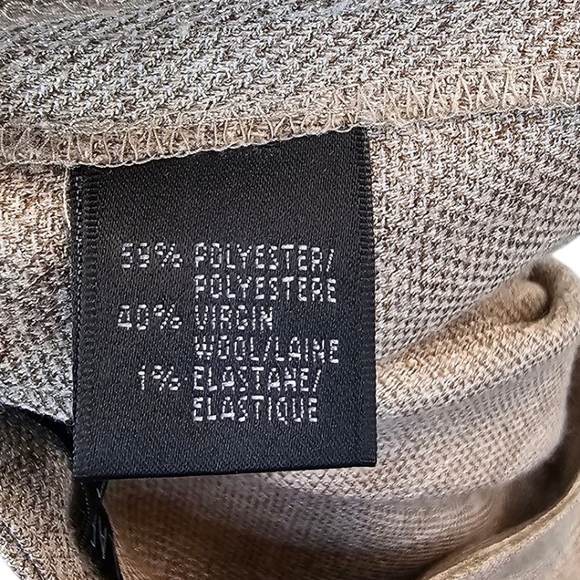 59% POLYESTER/
POLYESTERE
40% VIRGIN
WOOL/LAINE
1% ELASTANE/
ELASTIQUE